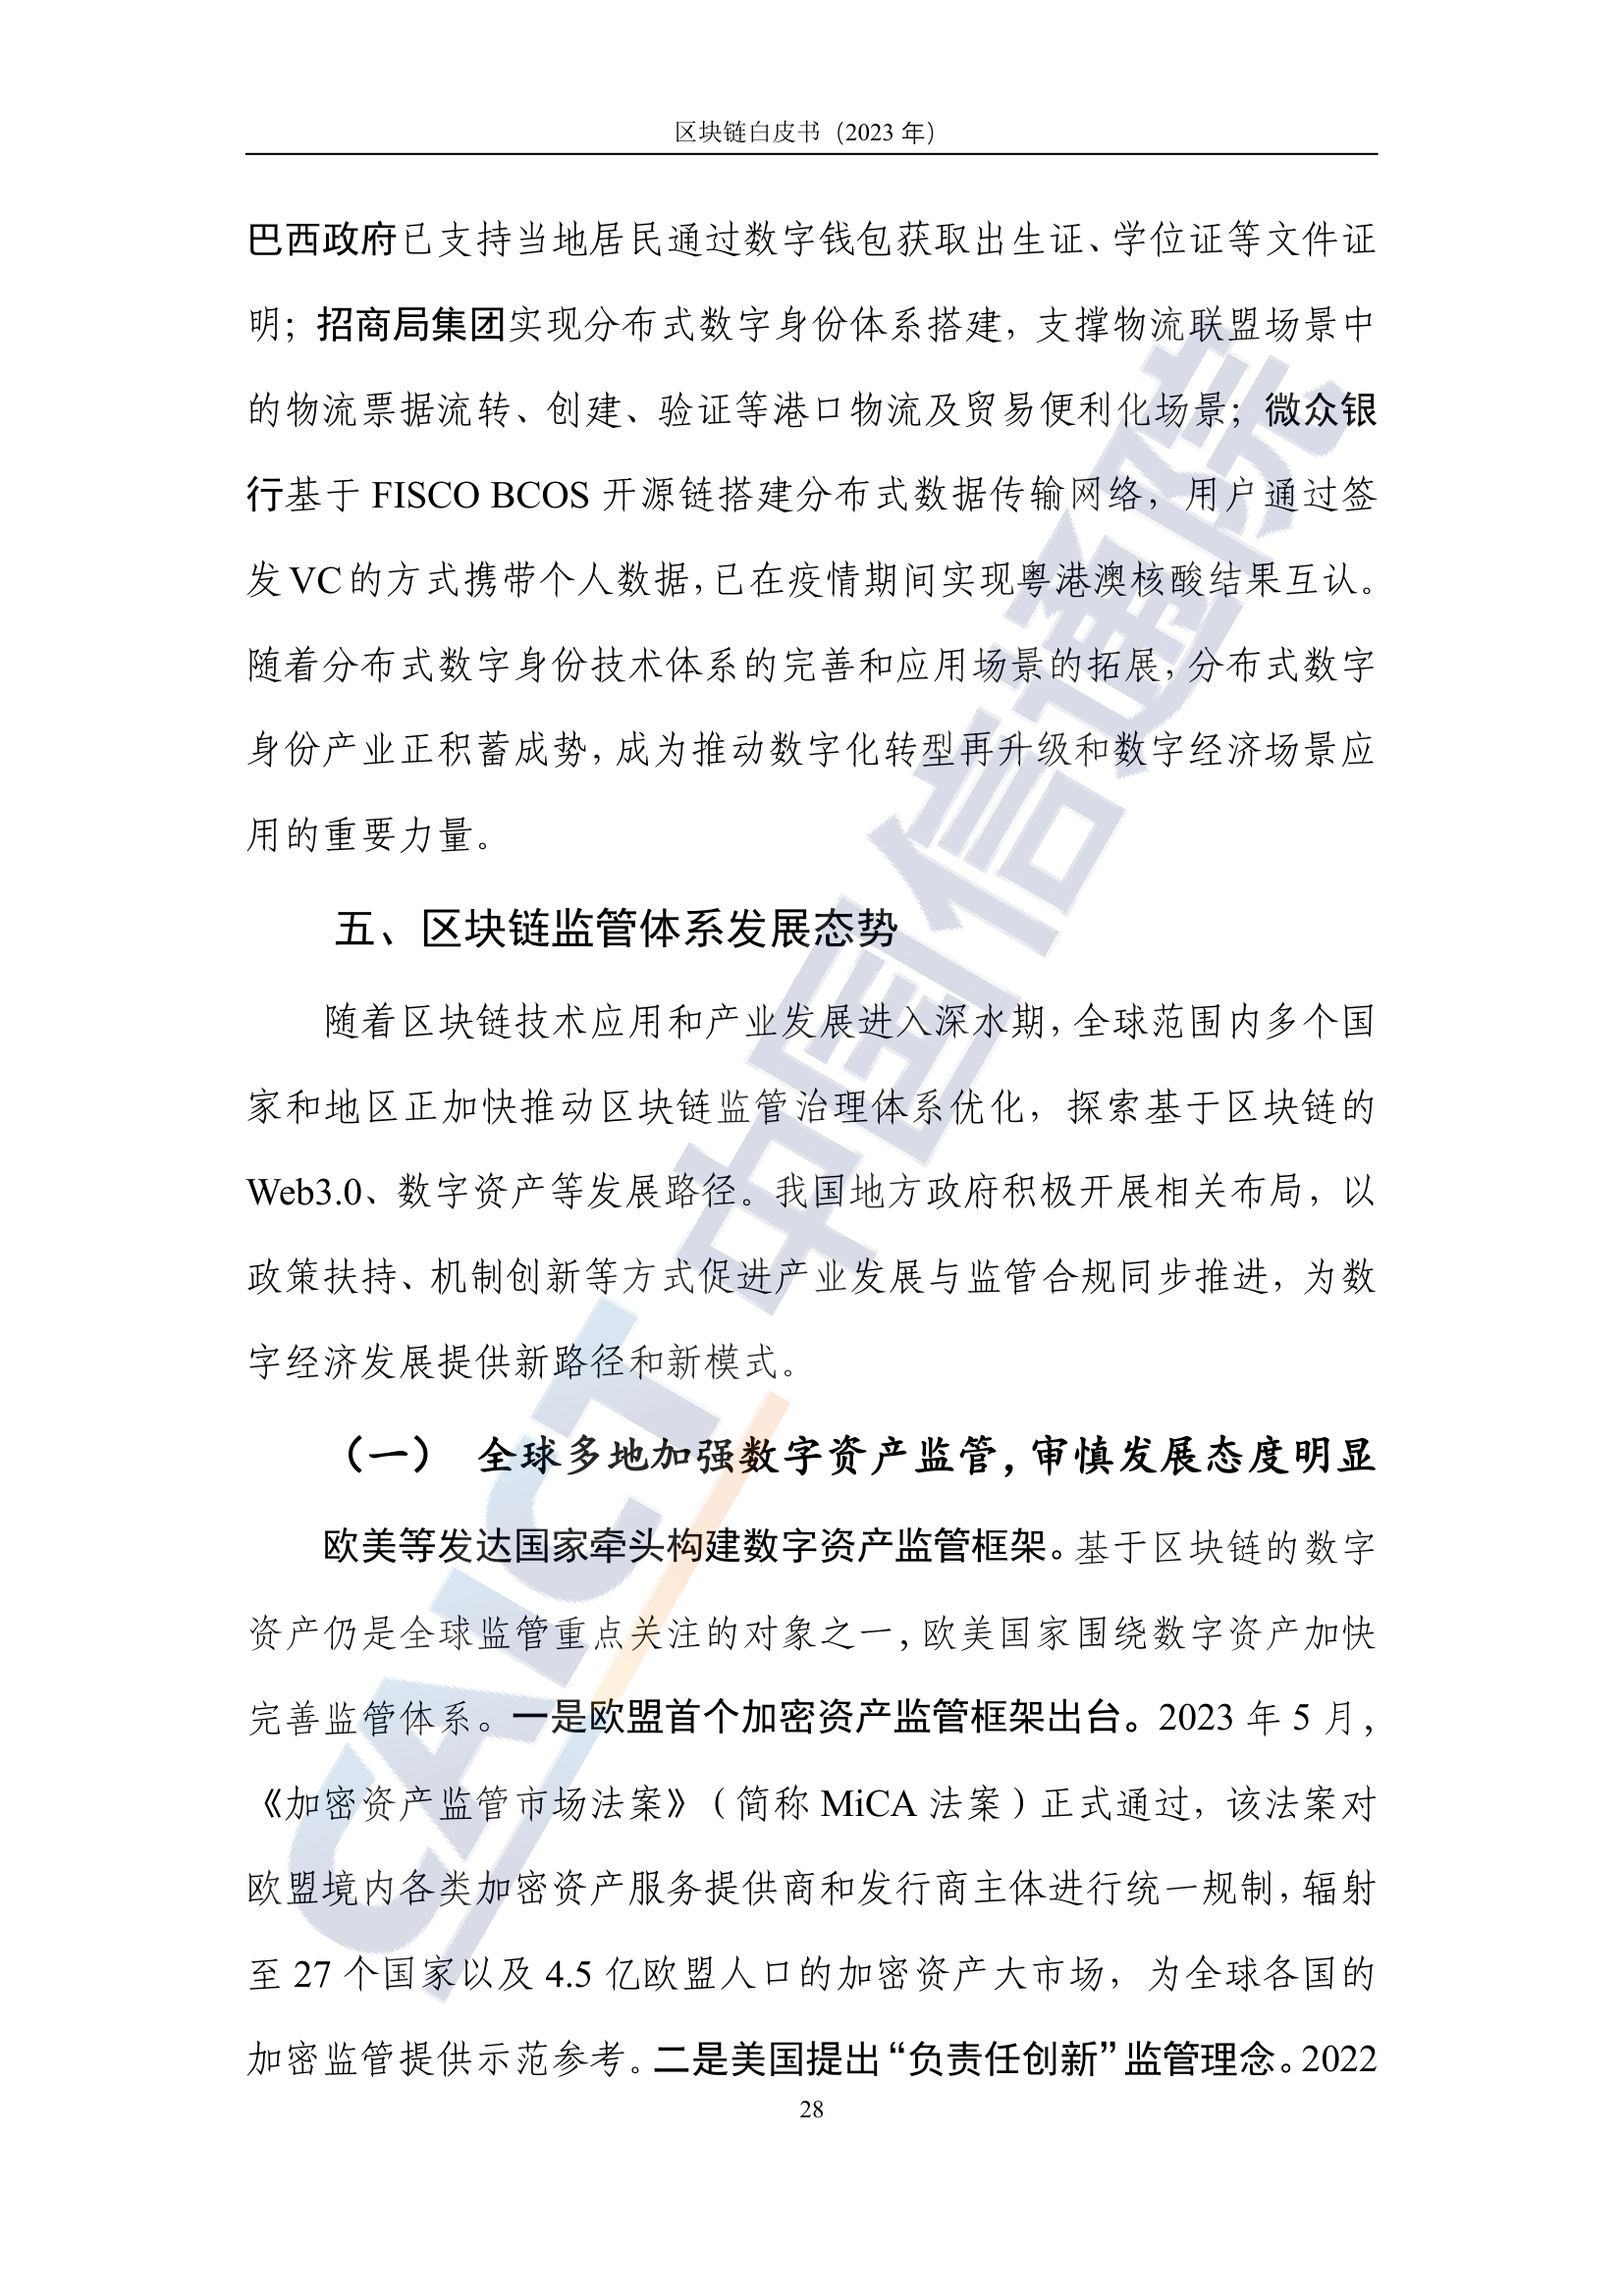 区块链白皮书（2023 年）
巴西政府已支持当地居民通过数字钱包获取出生证、学位证等文件证
明；招商局集团实现分布式数字身份体系搭建，支撑物流联盟场景中
的物流票据流转、创建、验证等港口物流及贸易便利化场景；微众银
行基于 FISCO BCOS 开源链搭建分布式数据传输网络，用户通过签
发 VC 的方式携带个人数据，已在疫情期间实现粤港澳核酸结果互认。
随着分布式数字身份技术体系的完善和应用场景的拓展，分布式数字
身份产业正积蓄成势，成为推动数字化转型再升级和数字经济场景应
用的重要力量。
五、区块链监管体系发展态势
随着区块链技术应用和产业发展进入深水期，全球范围内多个国
家和地区正加快推动区块链监管治理体系优化，探索基于区块链的
Web3.0、数字资产等发展路径。我国地方政府积极开展相关布局，以
政策扶持、机制创新等方式促进产业发展与监管合规同步推进，为数
字经济发展提供新路径和新模式。
（一） 全球多地加强数字资产监管，审慎发展态度明显
欧美等发达国家牵头构建数字资产监管框架。基于区块链的数字
资产仍是全球监管重点关注的对象之一，欧美国家围绕数字资产加快
完善监管体系。一是欧盟首个加密资产监管框架出台。2023 年 5 月，
《加密资产监管市场法案》（简称 MiCA 法案）正式通过，该法案对
欧盟境内各类加密资产服务提供商和发行商主体进行统一规制，辐射
至 27 个国家以及 4.5 亿欧盟人口的加密资产大市场，为全球各国的
加密监管提供示范参考。二是美国提出“负责任创新”监管理念。2022
28
CAICT 中国信通院